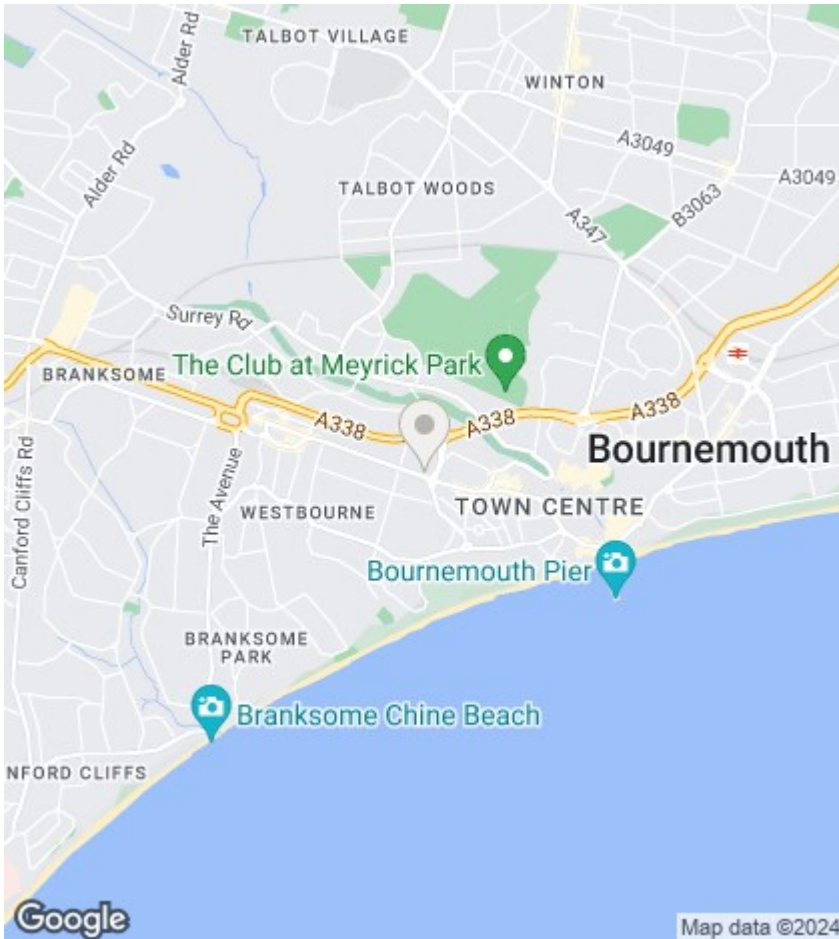 TALBOT VILLAGE
Alder Rd
WINTON
A3049
A3049
Alder Rd
TALBOT WOODS
B3063
A347
Surrey Rd
The Club at Meyrick Park
BRANKSOME
A338
A338
A338
Bournemouth
Canford Cliffs Rd
The Avenue
WESTBOURNE
TOWN CENTRE
Bournemouth Pier
BRANKSOME
PARK
Branksome Chine Beach
NFORD CLIFFS
Google
Map data ©2024